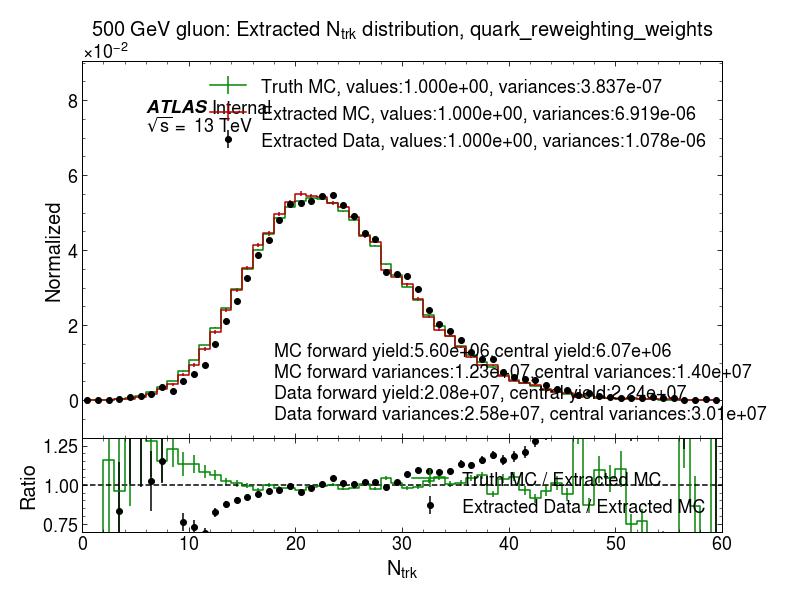 500 GeV gluon: Extracted Ntrk distribution, quark_reweighting_weights
×10−2
Truth MC, values:1.000e+00, variances:3.837e-07
ATLAS Internal
Extracted MC, values:1.000e+00, variances:6.919e-06
√s = 13 TeV
Extracted Data, values:1.000e+00, variances:1.078e-06
8
6
4
2
0
Normalized
MC forward yield:5.60e+06 central yield:6.07e+06
MC forward variances:1.23e+07, central variances:1.40e+07
Data forward yield:2.08e+07, central yield:2.24e+07
Data forward variances:2.58e+07, central variances:3.01e+07
1.25
1.00
0.75
Ratio
Truth MC / Extracted MC
Extracted Data / Extracted MC
0 10 20 30 40 50 60
Ntrk